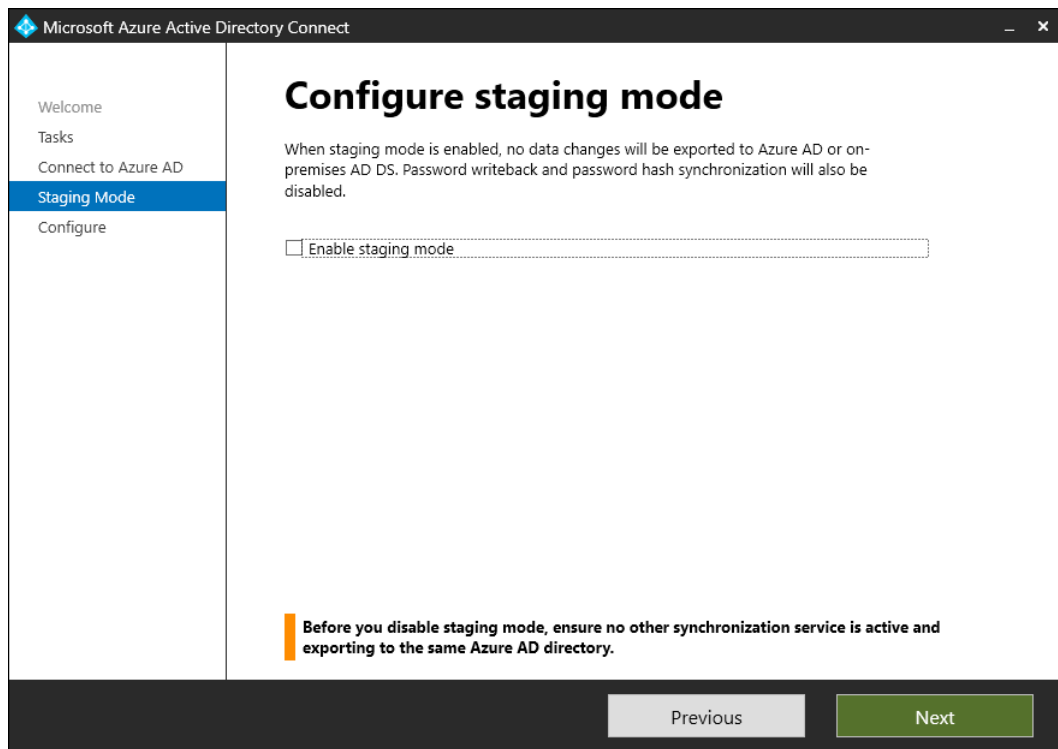 Microsoft Azure Active Directory Connect
Welcome
Tasks
Connect to Azure AD
Staging Mode
Configure
Configure staging mode
When staging mode is enabled, no data changes will be exported to Azure AD or on-
premises AD DS. Password writeback and password hash synchronization will also be
disabled.
Enable staging mode
Before you disable staging mode, ensure no other synchronization service is active and
exporting to the same Azure AD directory.
Previous
Next